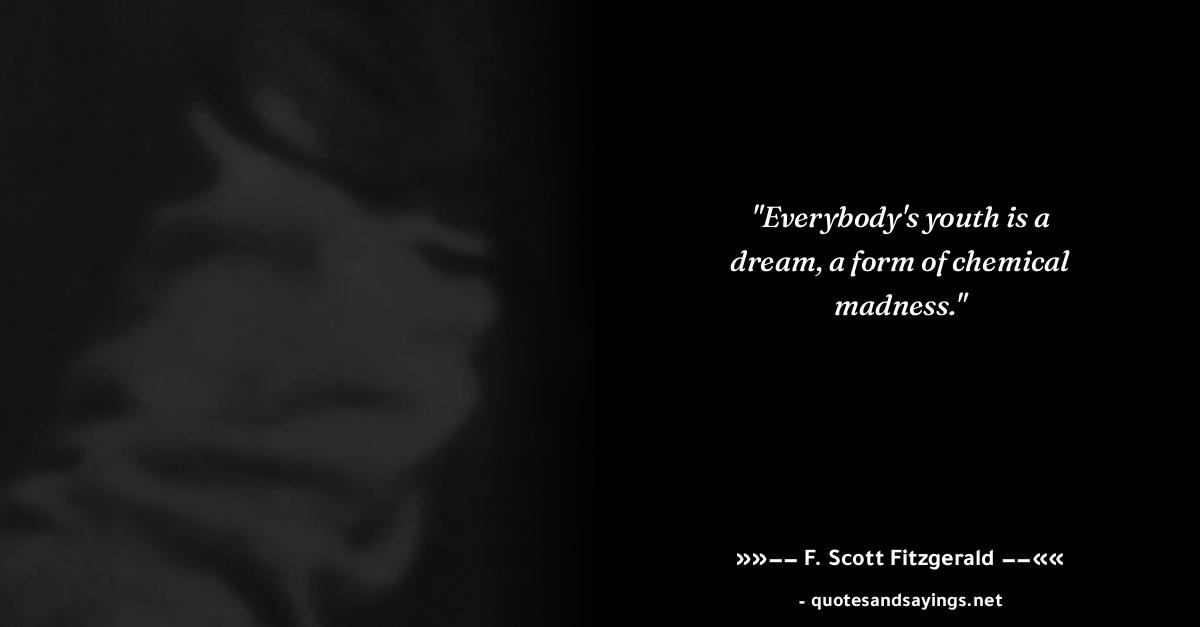 "Everybody's youth is a
dream, a form of chemical
madness."
»»–– F. Scott Fitzgerald ––««
- quotesandsayings.net